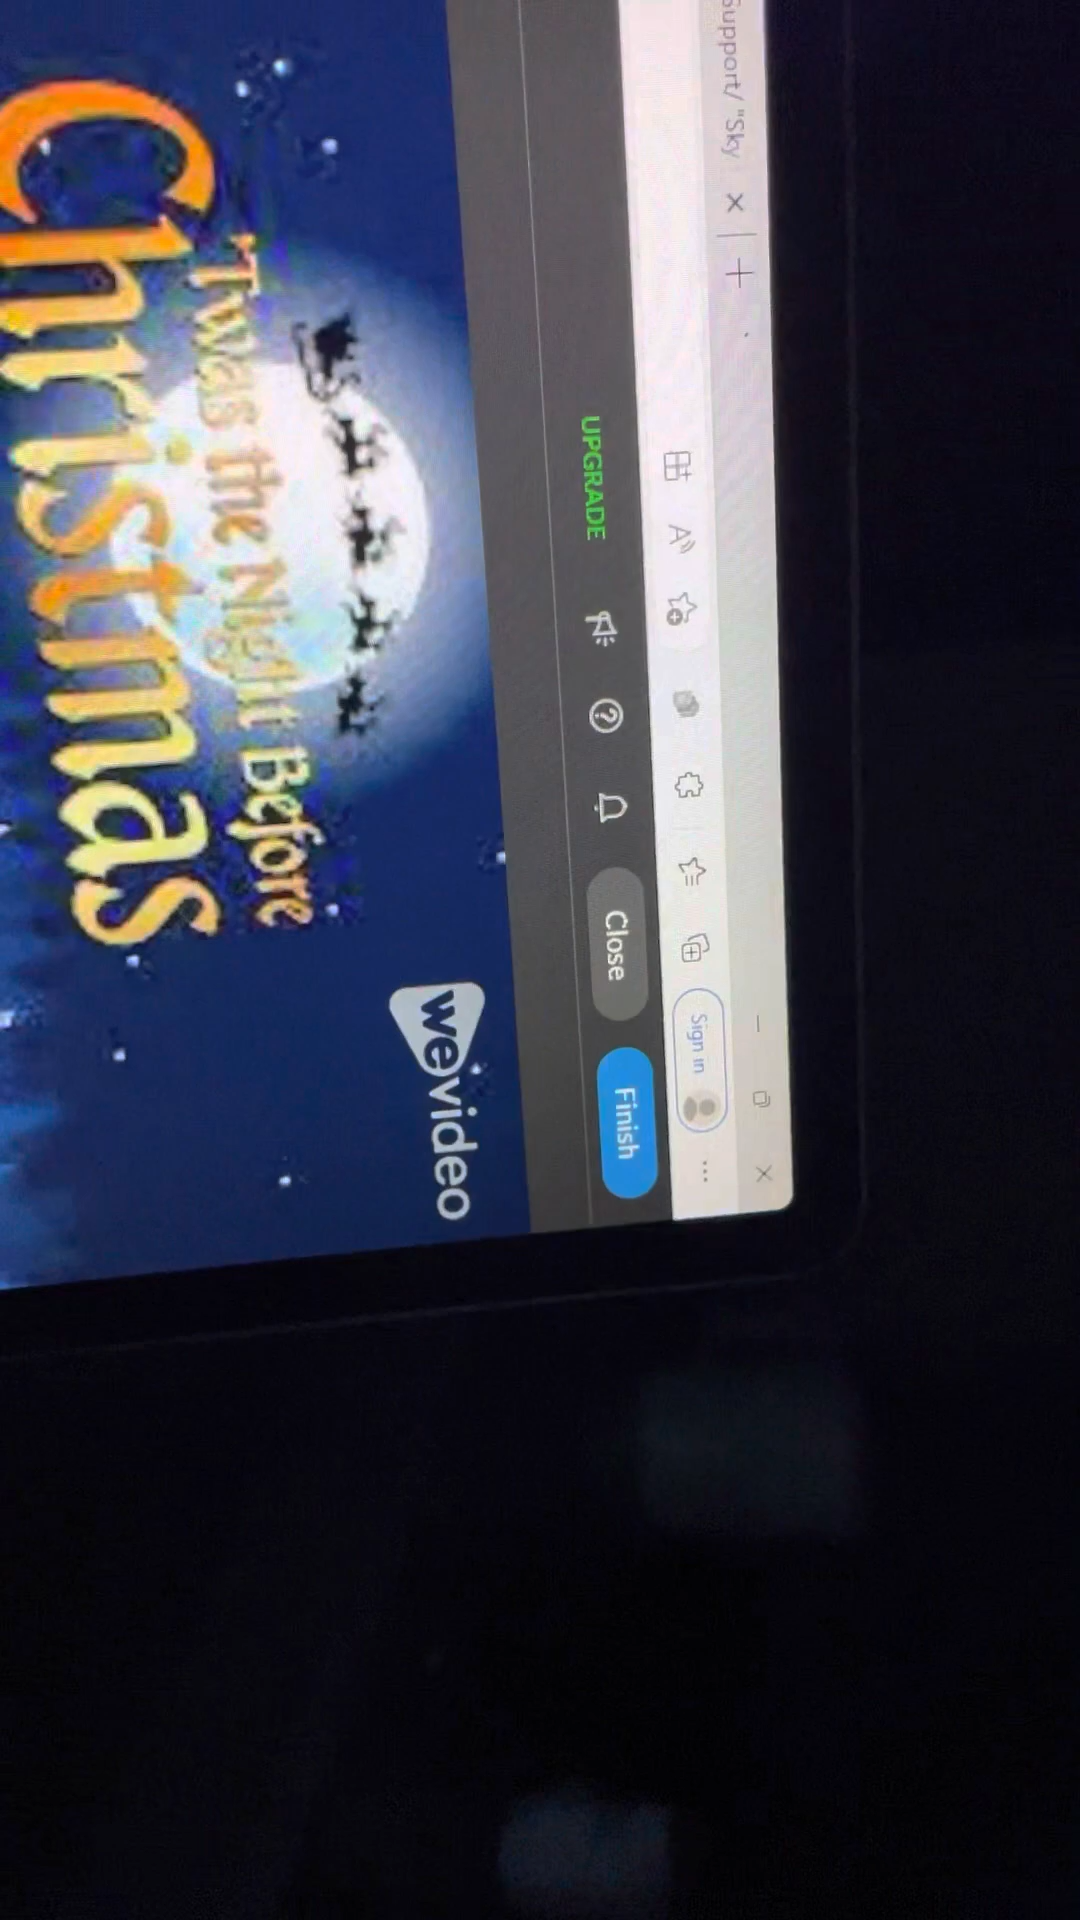 Support/ "Sky
Sign in
UPGRADE
Close
Finish
wevideo
'Twas the Night Before
Christmas